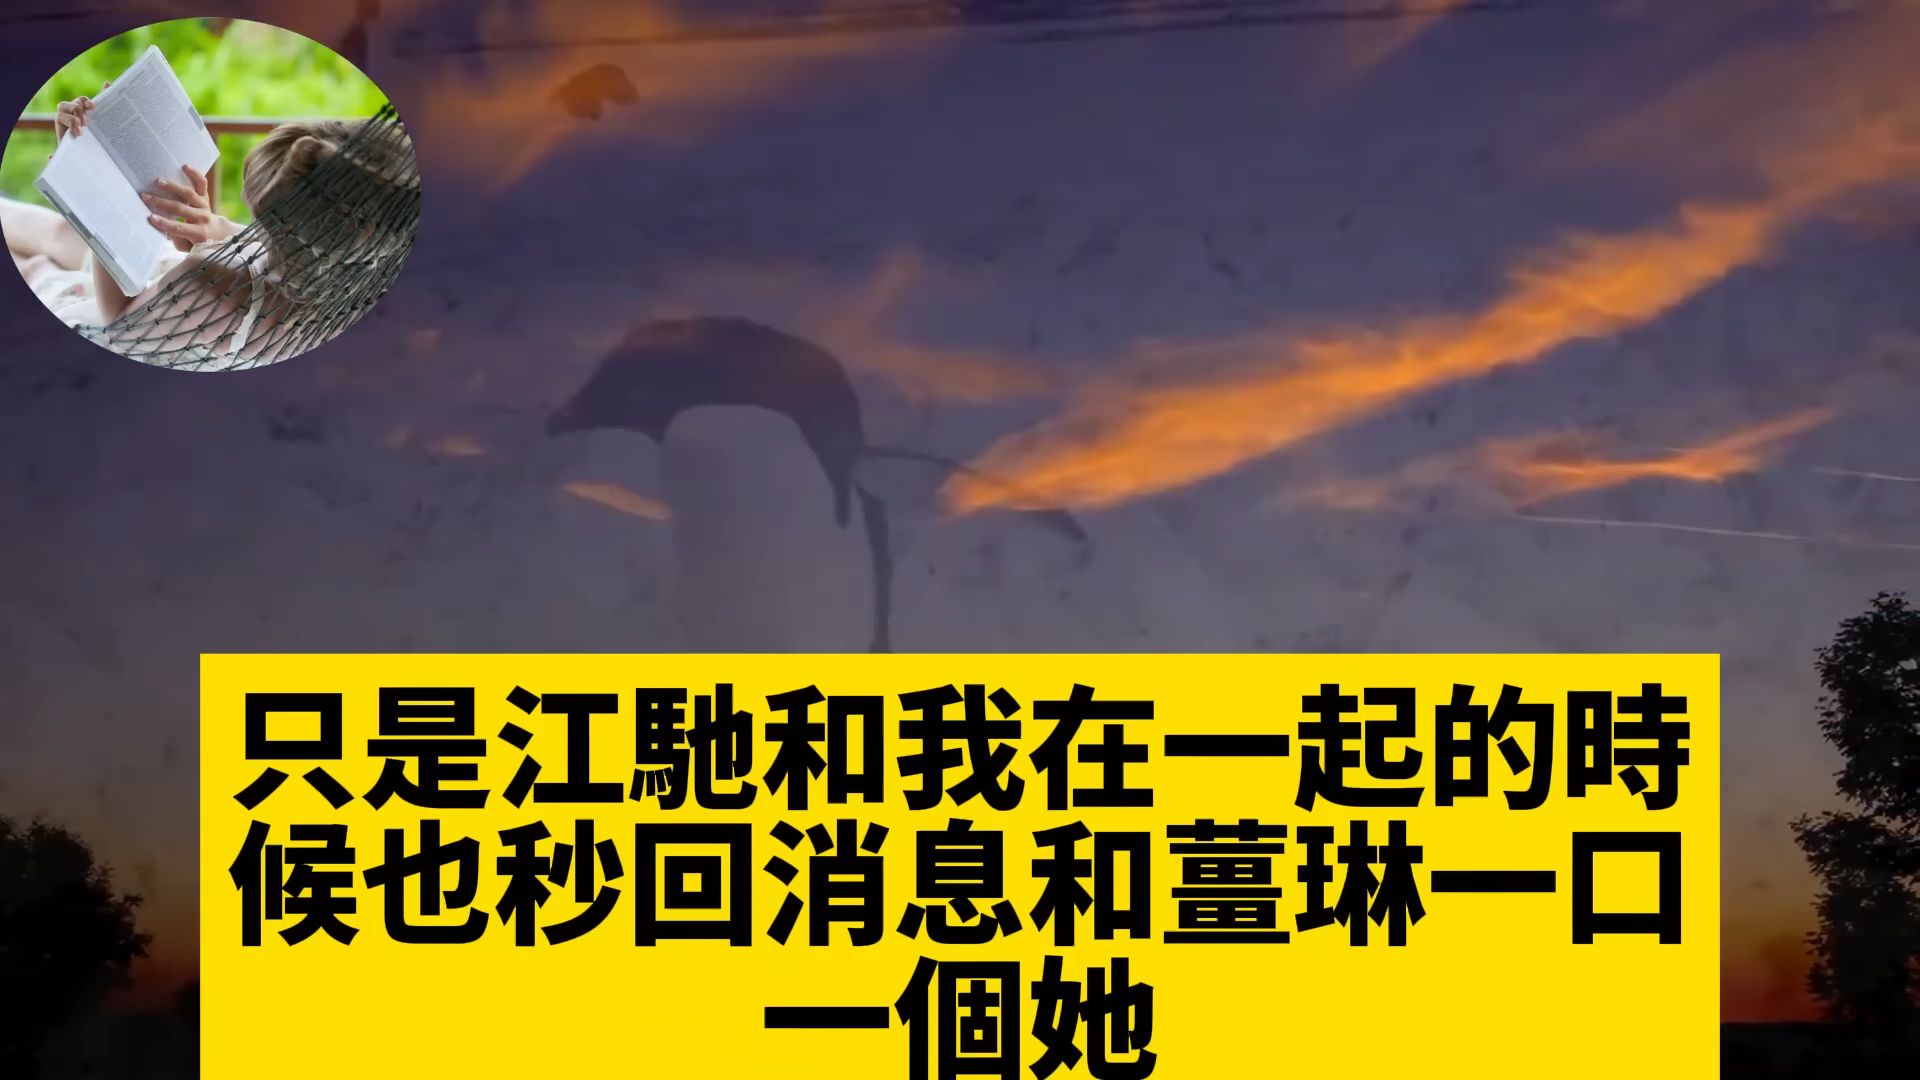 只是江馳和我在一起的時
候也秒回消息和薑琳一口
一個她